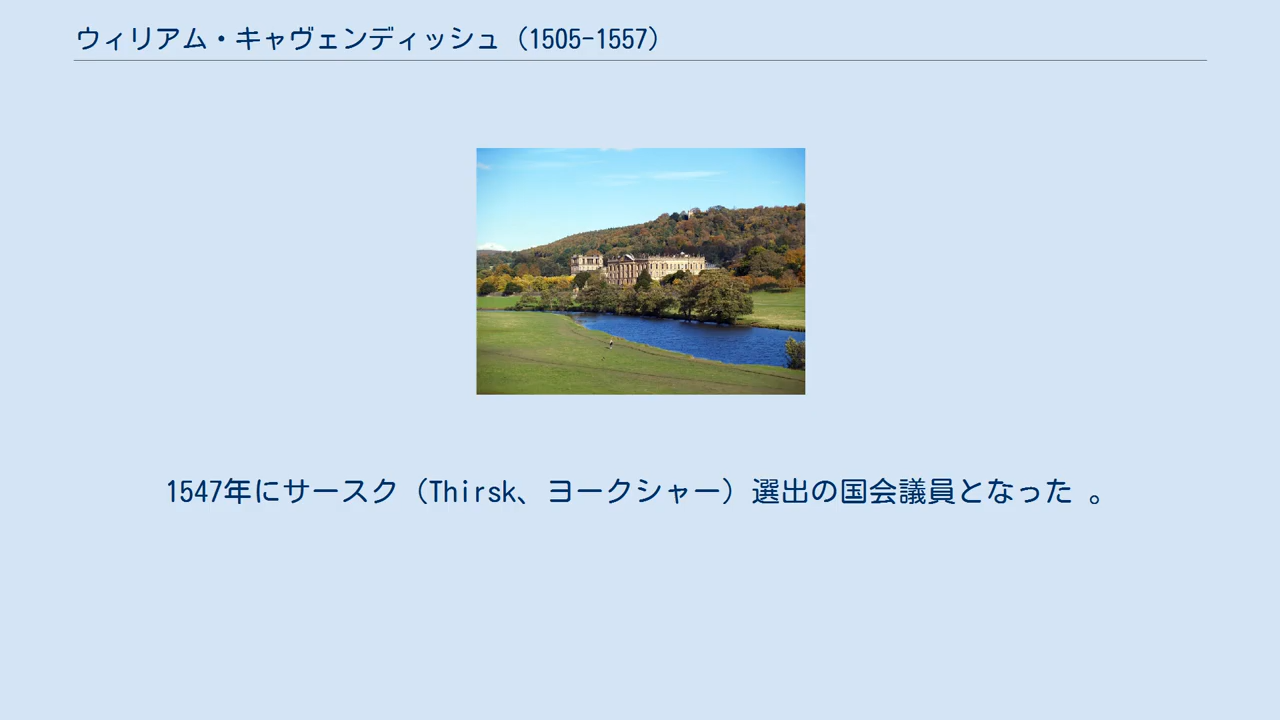 ウィリアム・キャヴェンディッシュ（1505-1557）
1547年にサースク（Thirsk、ヨークシャー）選出の国会議員となった 。